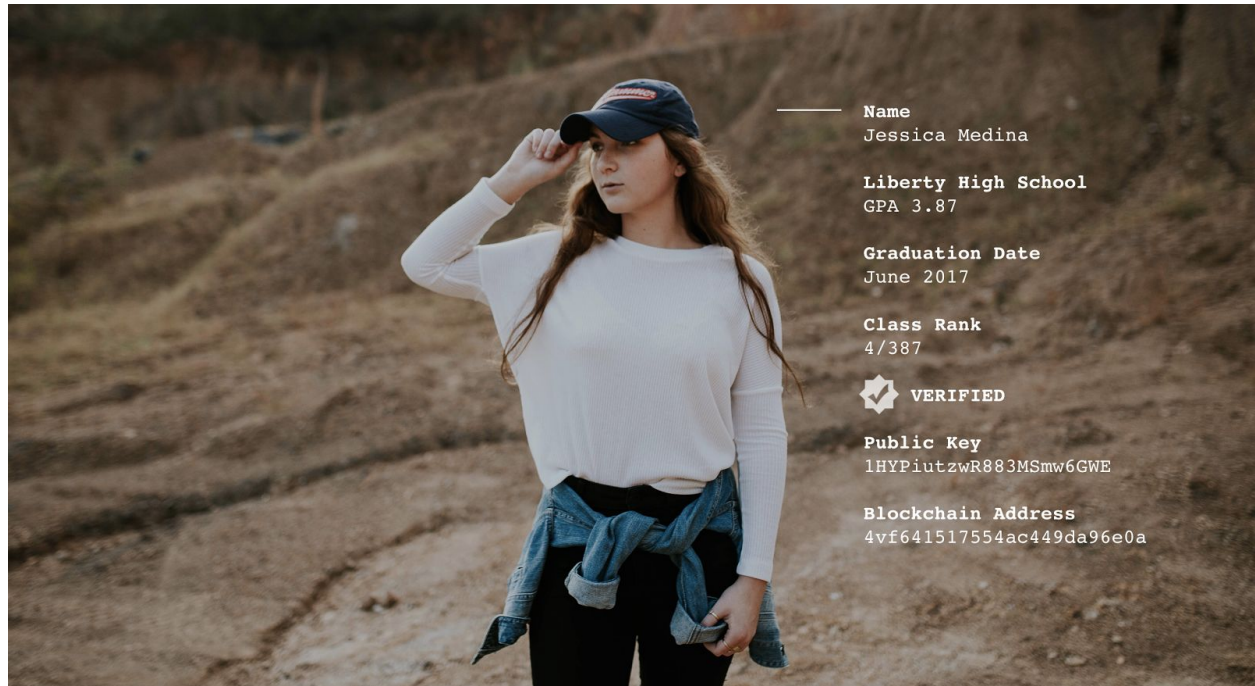 Name
Jessica Medina
Liberty High School
GPA 3.87
Graduation Date
June 2017
Class Rank
4/387
VERIFIED
Public Key
1HYPiutzwR883MSmw6GWE
Blockchain Address
4vf641517554ac449da96e0a